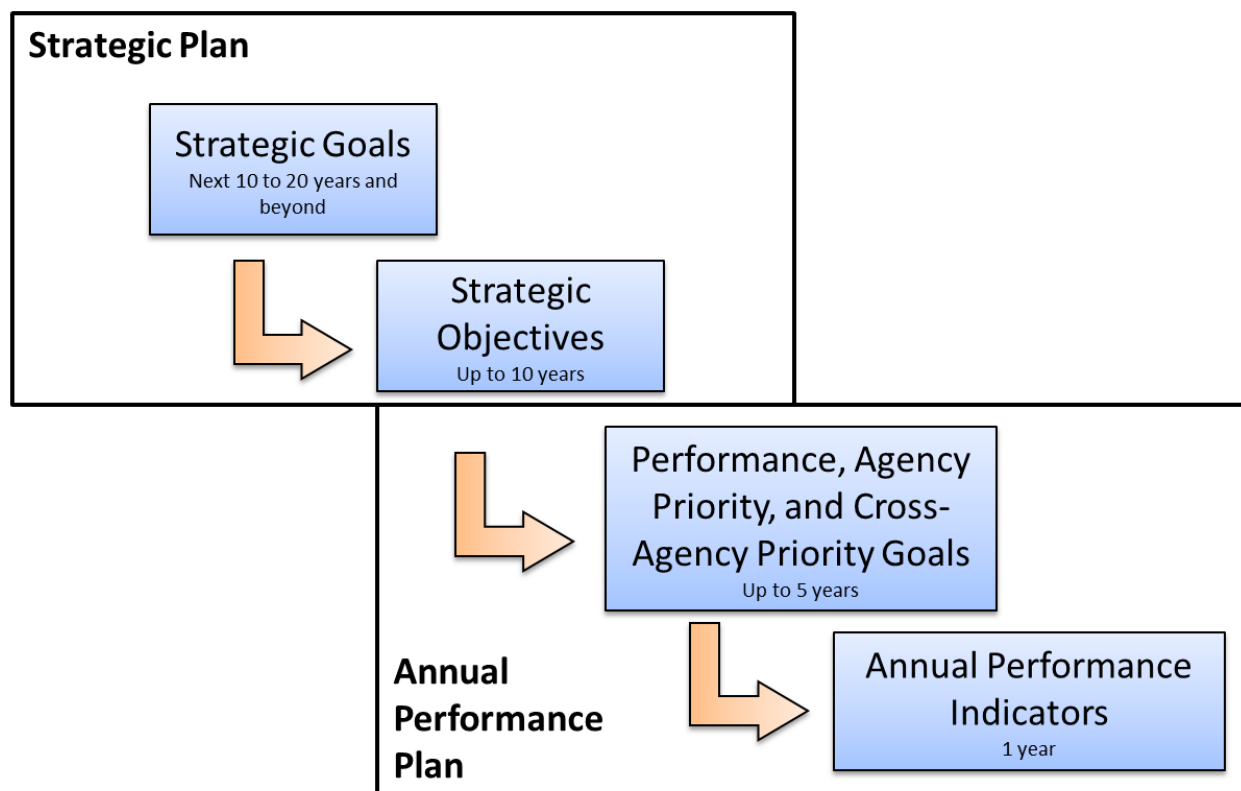 Strategic Plan
Strategic Goals
Next 10 to 20 years and
beyond
Strategic
Objectives
Up to 10 years
Performance, Agency
Priority, and Cross-
Agency Priority Goals
Up to 5 years
Annual
Performance
Plan
Annual Performance
Indicators
1 year